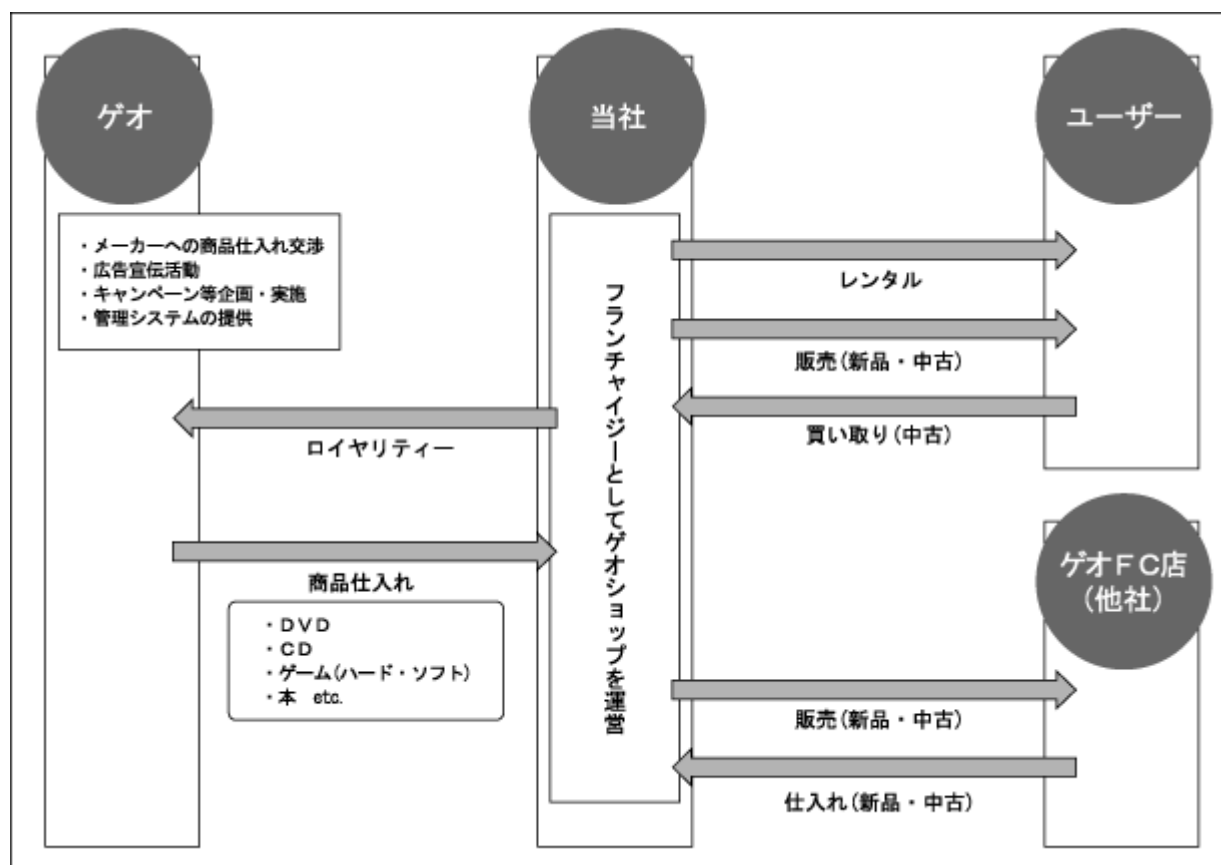 ゲオ
当社
ユーザー
・メーカーへの商品仕入れ交渉
・広告宣伝活動
・キャンペーン等企画・実施
・管理システムの提供
フランチャイジーとしてゲオショップを運営
レンタル
販売(新品・中古)
買い取り(中古)
ロイヤリティー
商品仕入れ
・DVD
・CD
・ゲーム(ハード・ソフト)
・本 etc.
ゲオFC店
(他社)
販売(新品・中古)
仕入れ(新品・中古)